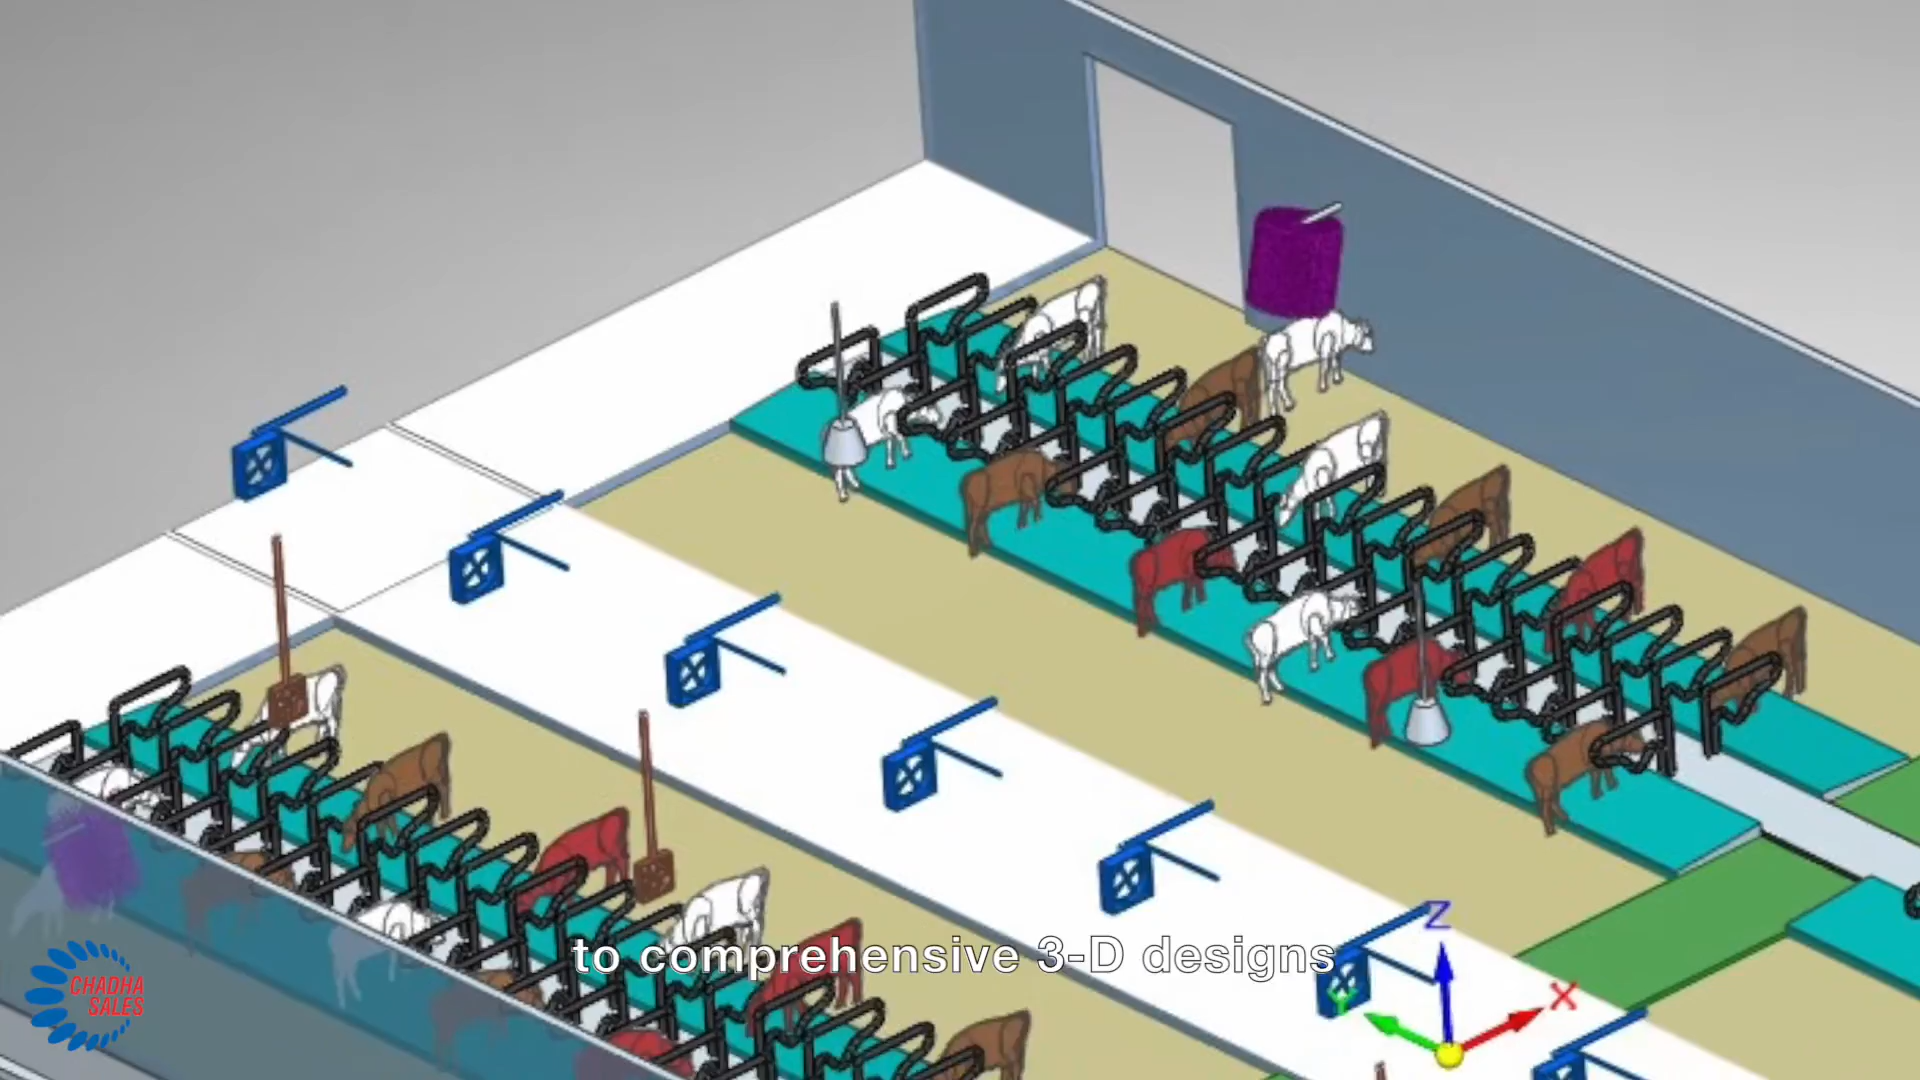 Z
to comprehensive 3-D designs
X
Y
CHADHA
SALES